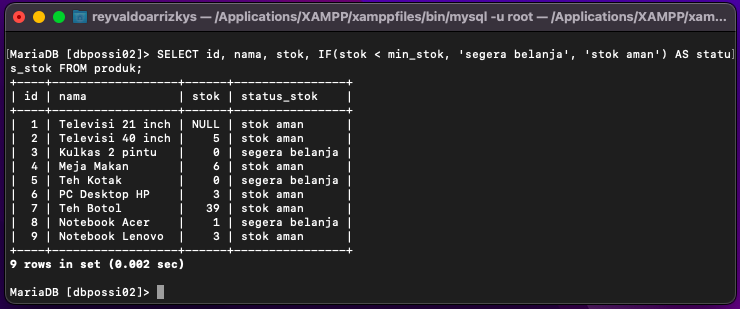 reyvaldoarrizkys — /Applications/XAMPP/xamppfiles/bin/mysql -u root — /Applications/XAMPP/xam...
[MariaDB [dbpossi02]> SELECT id, nama, stok, IF(stok < min_stok, 'segera belanja', 'stok aman') AS statu]
s_stok FROM produk;
+----+------------------+------+----------------+
| id | nama             | stok | status_stok    |
+----+------------------+------+----------------+
|  1 | Televisi 21 inch | NULL | stok aman      |
|  2 | Televisi 40 inch |    5 | stok aman      |
|  3 | Kulkas 2 pintu   |    0 | segera belanja |
|  4 | Meja Makan       |    6 | stok aman      |
|  5 | Teh Kotak        |    0 | segera belanja |
|  6 | PC Desktop HP    |    3 | stok aman      |
|  7 | Teh Botol        |   39 | stok aman      |
|  8 | Notebook Acer    |    1 | segera belanja |
|  9 | Notebook Lenovo  |    3 | stok aman      |
+----+------------------+------+----------------+
9 rows in set (0.002 sec)
MariaDB [dbpossi02]>